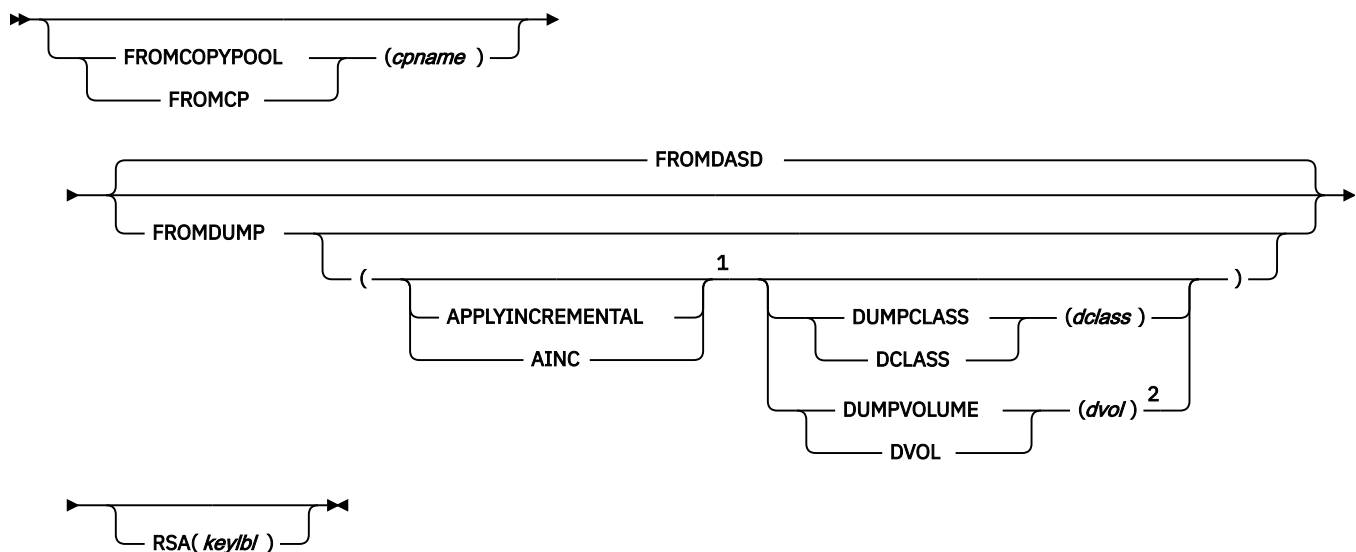 FROMCOPYPOOL (cpname )
FROMCP
FROMDASD
FROMDUMP
( 1 )
APPLYINCREMENTAL DUMPCLASS (dclass )
AINC DCLASS
DUMPVOLUME (dvol ) 2
DVOL
RSA( keylbl )